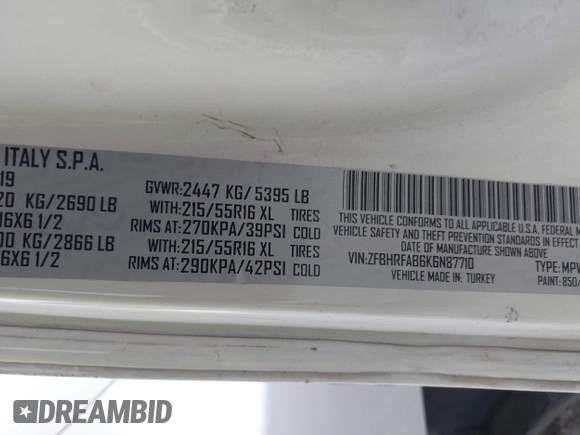 ITALY S.P.A.
19
20 KG/2690 LB
16X6 1/2
00 KG/2866 LB
6X6 1/2
GVWR:2447 KG/5395 LB
WITH:215/55R16 XL TIRES
RIMS AT:270KPA/39PSI COLD
WITH:215/55R16 XL TIRES
RIMS AT:290KPA/42PSI COLD
THIS VEHICLE CONFORMS TO ALL APPLICABLE U.S.A. FEDERAL M
VEHICLE SAFETY AND THEFT PREVENTION STANDARDS IN EFFECT ON
DATE OF MANUFACTURE SHOWN ABOVE
VIN:ZFBHRFAB6K6N87710
TYPE:MPV
VEHICLE MADE IN: TURKEY
PAINT: 850/
DREAMBID